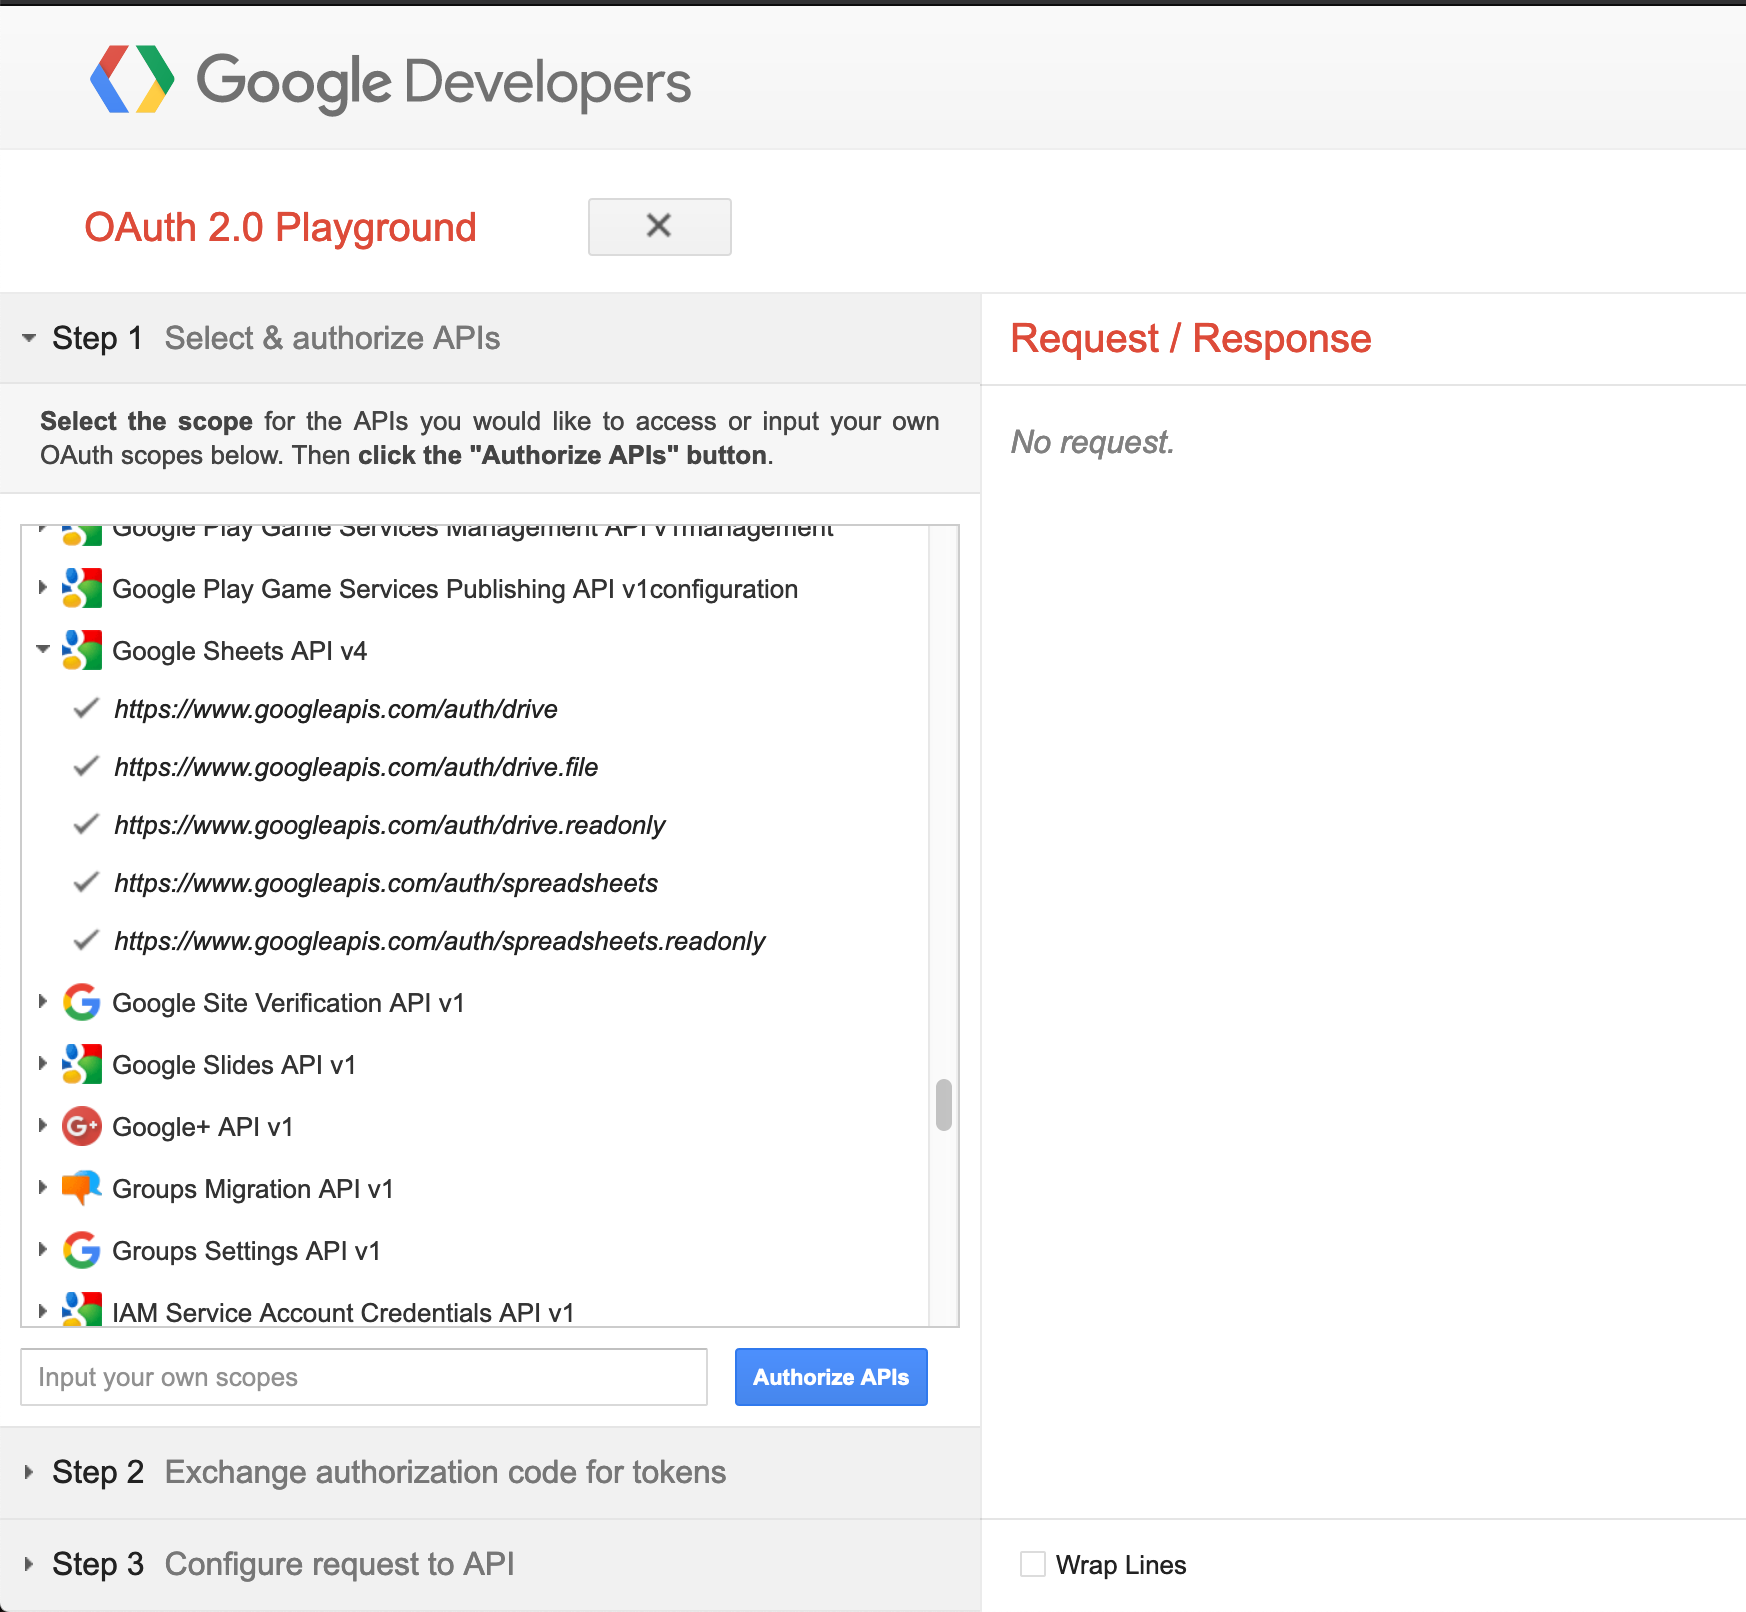 Google Developers
OAuth 2.0 Playground
Step 1 Select & authorize APIs
Select the scope for the APIs you would like to access or input your own
OAuth scopes below. Then click the "Authorize APIs" button.
Google Play Game Services Management API v1management
Google Play Game Services Publishing API v1configuration
Google Sheets API v4
https://www.googleapis.com/auth/drive
https://www.googleapis.com/auth/drive.file
https://www.googleapis.com/auth/drive.readonly
https://www.googleapis.com/auth/spreadsheets
https://www.googleapis.com/auth/spreadsheets.readonly
Google Site Verification API v1
Google Slides API v1
G+ Google+ API v1
Groups Migration API v1
Groups Settings API v1
IAM Service Account Credentials API v1
Input your own scopes
Authorize APIs
Step 2 Exchange authorization code for tokens
Step 3 Configure request to API
Request / Response
No request.
Wrap Lines